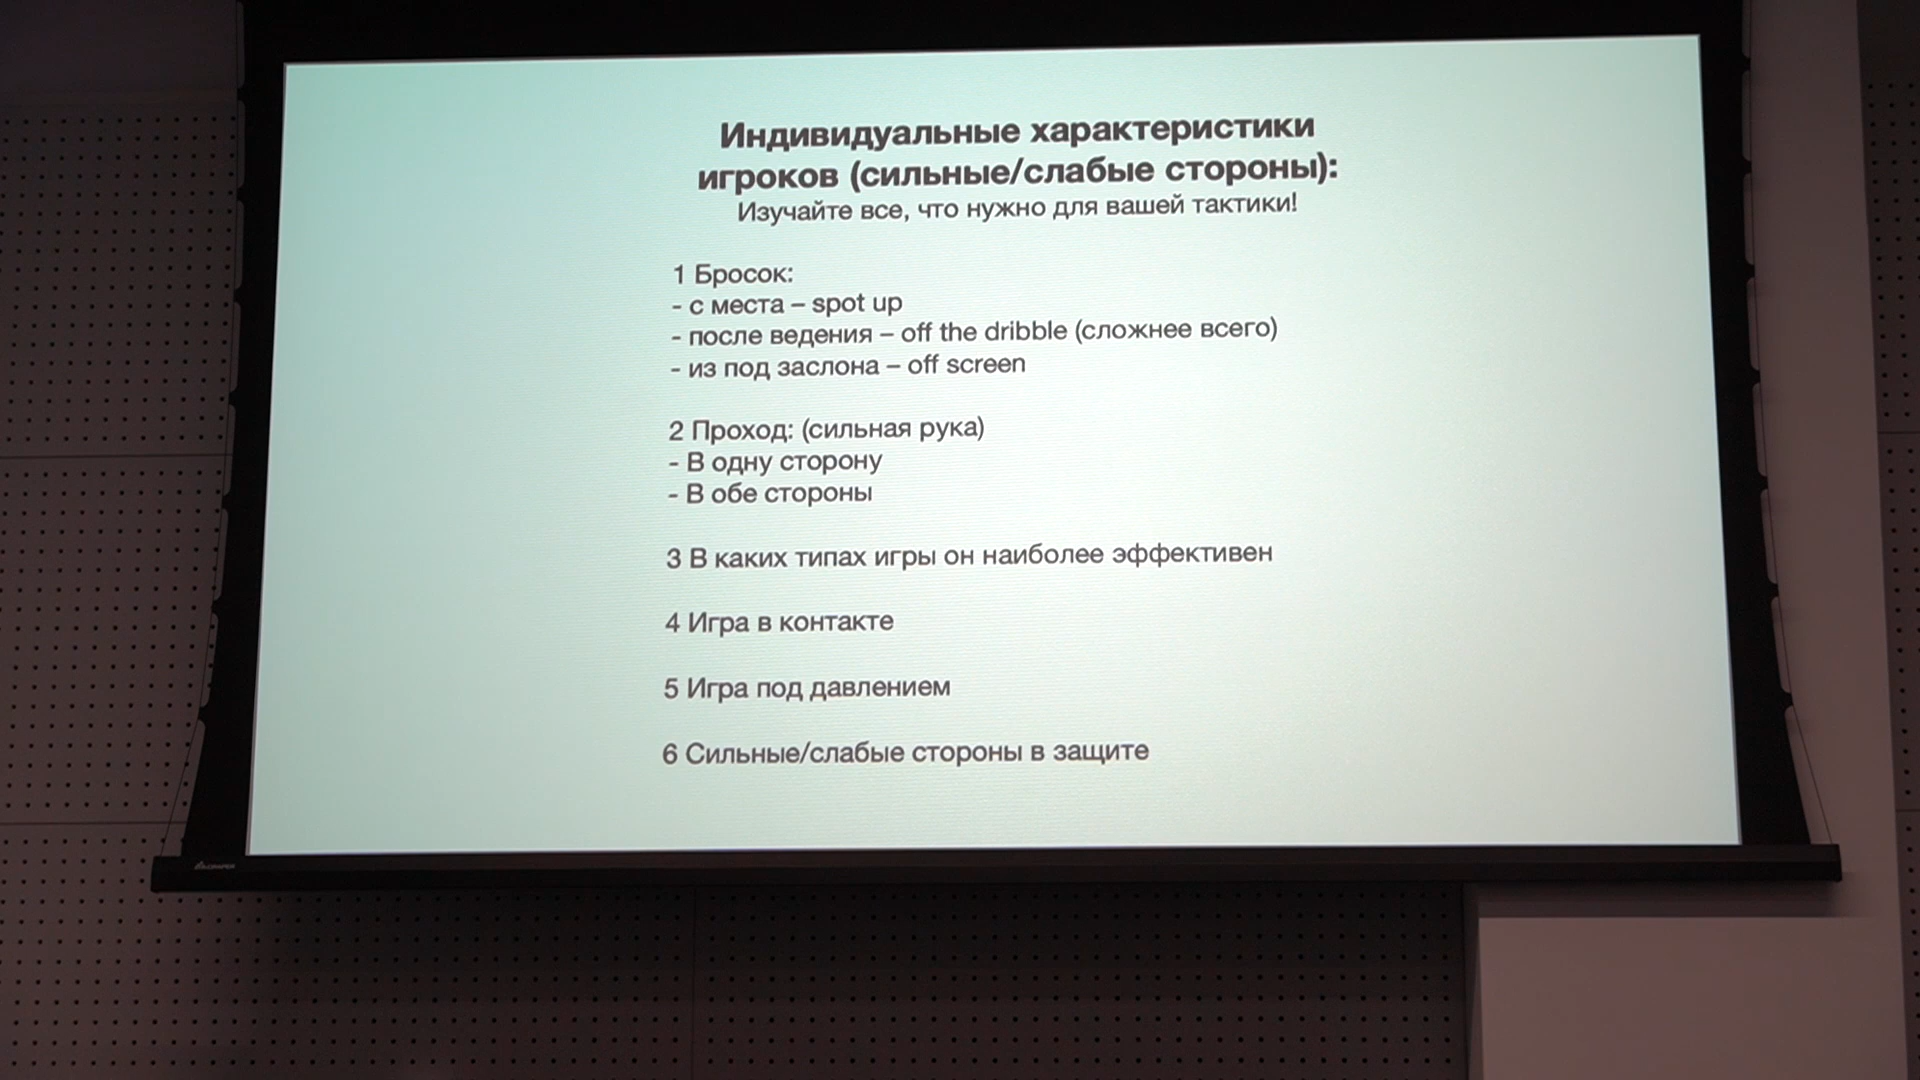 Индивидуальные характеристики
игроков (сильные/слабые стороны):
Изучайте все, что нужно для вашей тактики!
1 Бросок:
- с места – spot up
- после ведения – off the dribble (сложнее всего)
- из под заслона – off screen
2 Проход: (сильная рука)
- В одну сторону
- В обе стороны
3 В каких типах игры он наиболее эффективен
4 Игра в контакте
5 Игра под давлением
6 Сильные/слабые стороны в защите